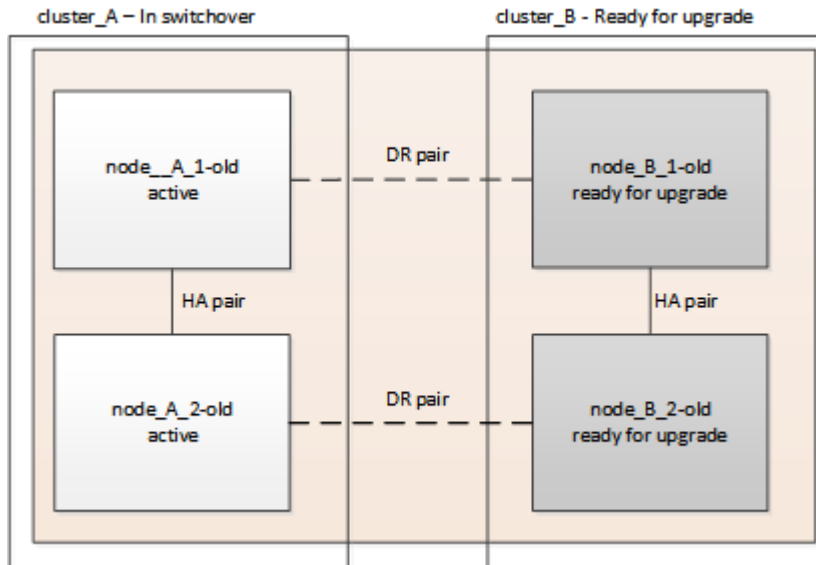 cluster_A – In switchover
cluster_B - Ready for upgrade
node__A_1-old
active
DR pair
node_B_1-old
ready for upgrade
HA pair
HA pair
node_A_2-old
active
DR pair
node_B_2-old
ready for upgrade